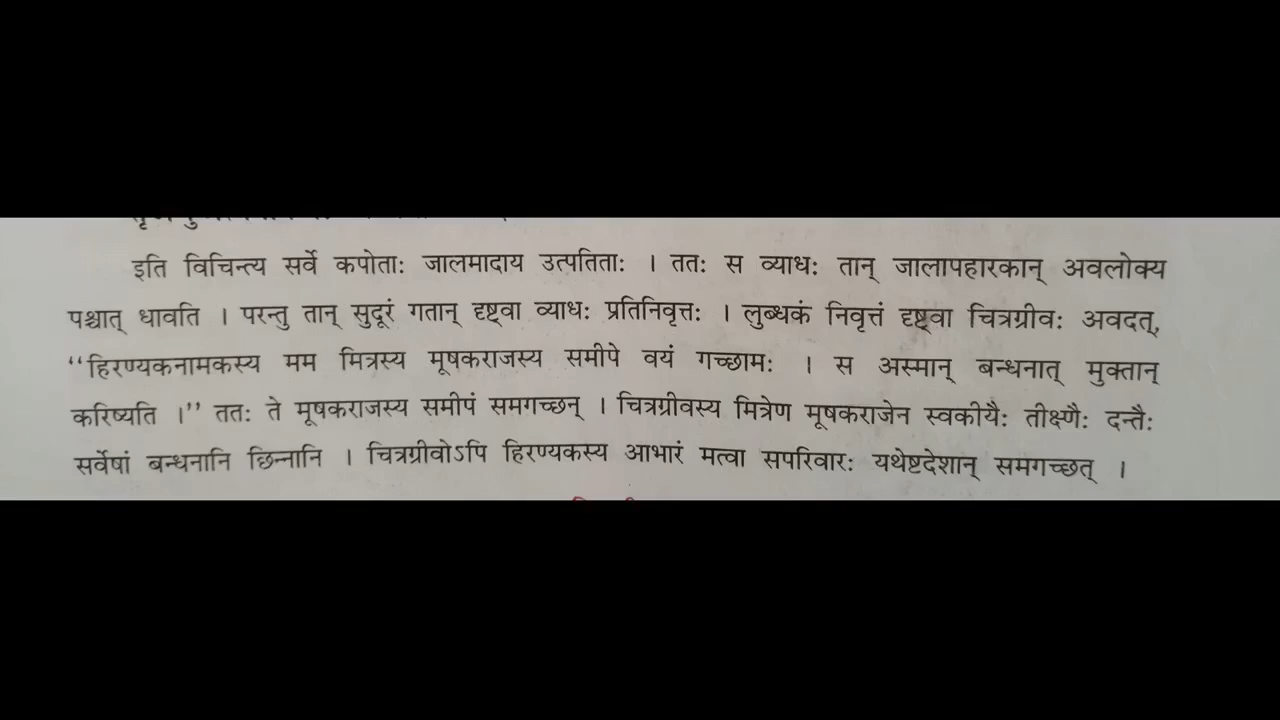 इति विचिन्त्य सर्वे कपोताः जालमादाय उत्पतिताः । ततः स व्याधः तान् जालापहारकान् अवलोक्य
पश्चात् धावति । परन्तु तान् सुदूरं गतान् दृष्ट्वा व्याधः प्रतिनिवृत्तः । लुब्धकं निवृत्तं दृष्ट्वा चित्रग्रीवः अवदत्,
“हिरण्यकनामकस्य मम मित्रस्य मूषकराजस्य समीपे वयं गच्छामः । स अस्मान् बन्धनात् मुक्तान्
करिष्यति ।” ततः ते मूषकराजस्य समीपं समगच्छन् । चित्रग्रीवस्य मित्रेण मूषकराजेन स्वकीयैः तीक्ष्णैः दन्तैः
सर्वेषां बन्धनानि छिन्नानि । चित्रग्रीवोऽपि हिरण्यकस्य आभारं मत्वा सपरिवारः यथेष्टदेशान् समगच्छत् ।